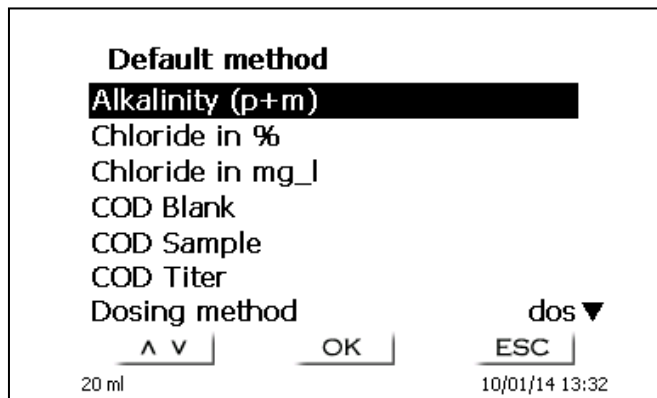 Default method
Alkalinity (p+m)
Chloride in %
Chloride in mg_l
COD Blank
COD Sample
COD Titer
Dosing method dos ▼
∧ ∨ OK ESC
20 ml 10/01/14 13:32